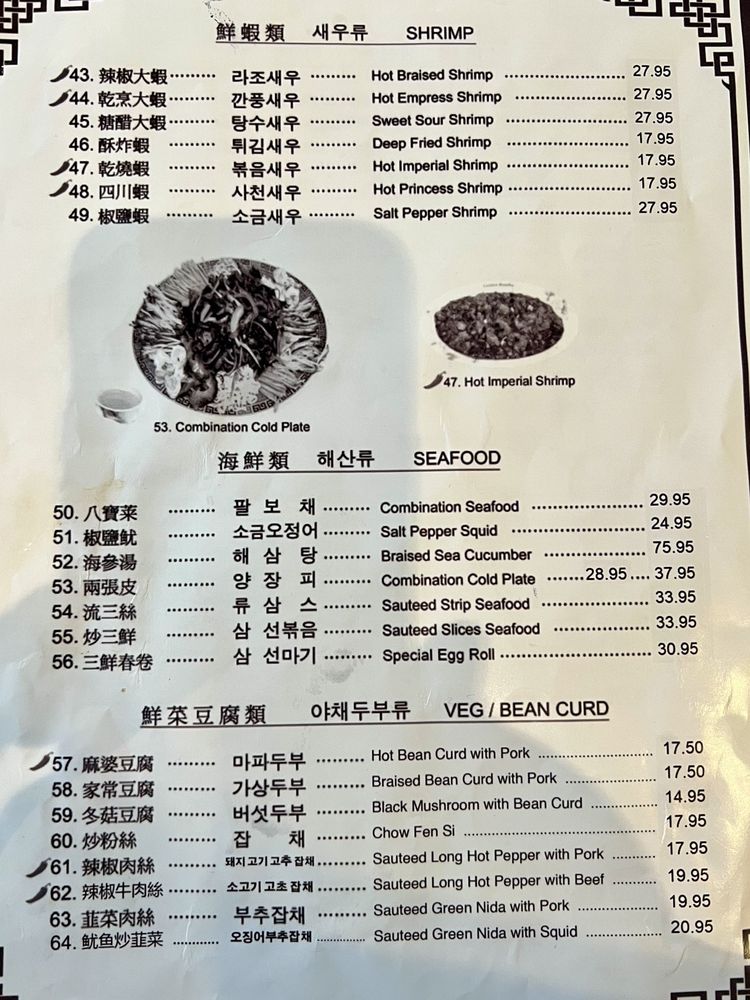 鮮蝦類 새우류 SHRIMP
43. 辣椒大蝦 ········· 라조새우 ········· Hot Braised Shrimp ········· 27.95
44. 乾烹大蝦 ········· 깐풍새우 ········· Hot Empress Shrimp ········· 27.95
45. 糖醋大蝦 ········· 탕수새우 ········· Sweet Sour Shrimp ········· 27.95
46. 酥炸蝦 ········· 튀김새우 ········· Deep Fried Shrimp ········· 17.95
47. 乾燒蝦 ········· 볶음새우 ········· Hot Imperial Shrimp ········· 17.95
48. 四川蝦 ········· 사천새우 ········· Hot Princess Shrimp ········· 17.95
49. 椒鹽蝦 ········· 소금새우 ········· Salt Pepper Shrimp ········· 27.95
47. Hot Imperial Shrimp
53. Combination Cold Plate
海鮮類 해산류 SEAFOOD
50. 八寶菜 ········· 팔 보 채 ········· Combination Seafood ········· 29.95
51. 椒鹽魷 ········· 소금오징어 ········· Salt Pepper Squid ········· 24.95
52. 海參湯 ········· 해 삼 탕 ········· Braised Sea Cucumber ········· 75.95
53. 兩張皮 ········· 양 장 피 ········· Combination Cold Plate ·······28.95 .... 37.95
54. 流三絲 ········· 류 삼 스 ········· Sauteed Strip Seafood ········· 33.95
55. 炒三鮮 ········· 삼 선볶음 ········· Sauteed Slices Seafood ········· 33.95
56. 三鮮春卷 ········· 삼 선마기 ········· Special Egg Roll ········· 30.95
鮮菜豆腐類 야채두부류 VEG / BEAN CURD
57. 麻婆豆腐 ········· 마파두부 ········· Hot Bean Curd with Pork ········· 17.50
58. 家常豆腐 ········· 가상두부 ········· Braised Bean Curd with Pork ········· 17.50
59. 冬菇豆腐 ········· 버섯두부 ········· Black Mushroom with Bean Curd ········· 14.95
60. 炒粉絲 ········· 잡 채 ········· Chow Fen Si ········· 17.95
61. 辣椒肉絲 ········· 돼지고기 고추 잡채 ········· Sauteed Long Hot Pepper with Pork ········· 17.95
62. 辣椒牛肉絲 ········· 소고기 고초 잡채 ········· Sauteed Long Hot Pepper with Beef ········· 19.95
63. 韮菜肉絲 ········· 부추잡채 ········· Sauteed Green Nida with Pork ········· 19.95
64. 魷鱼炒韮菜 ········· 오징어부추잡채 ········· Sauteed Green Nida with Squid ········· 20.95